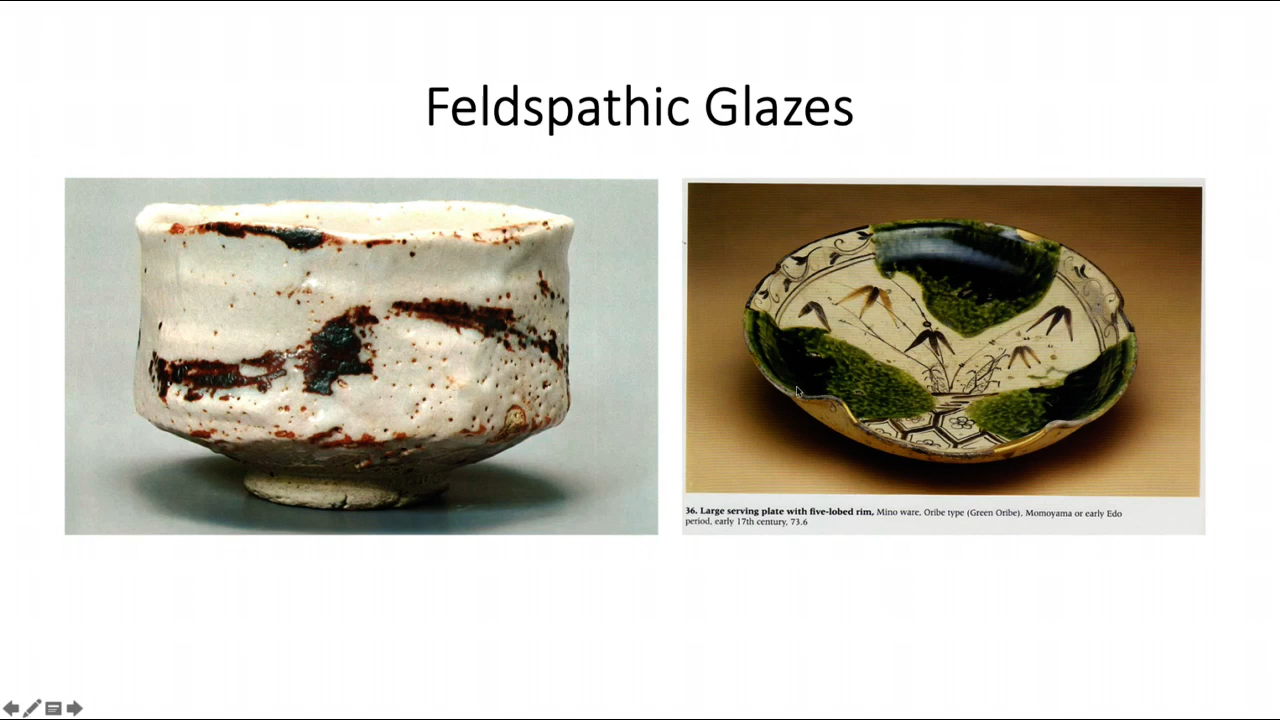 Feldspathic Glazes
36. Large serving plate with five-lobed rim, Mino ware, Oribe type (Green Oribe), Momoyama or early Edo
period, early 17th century, 73.6